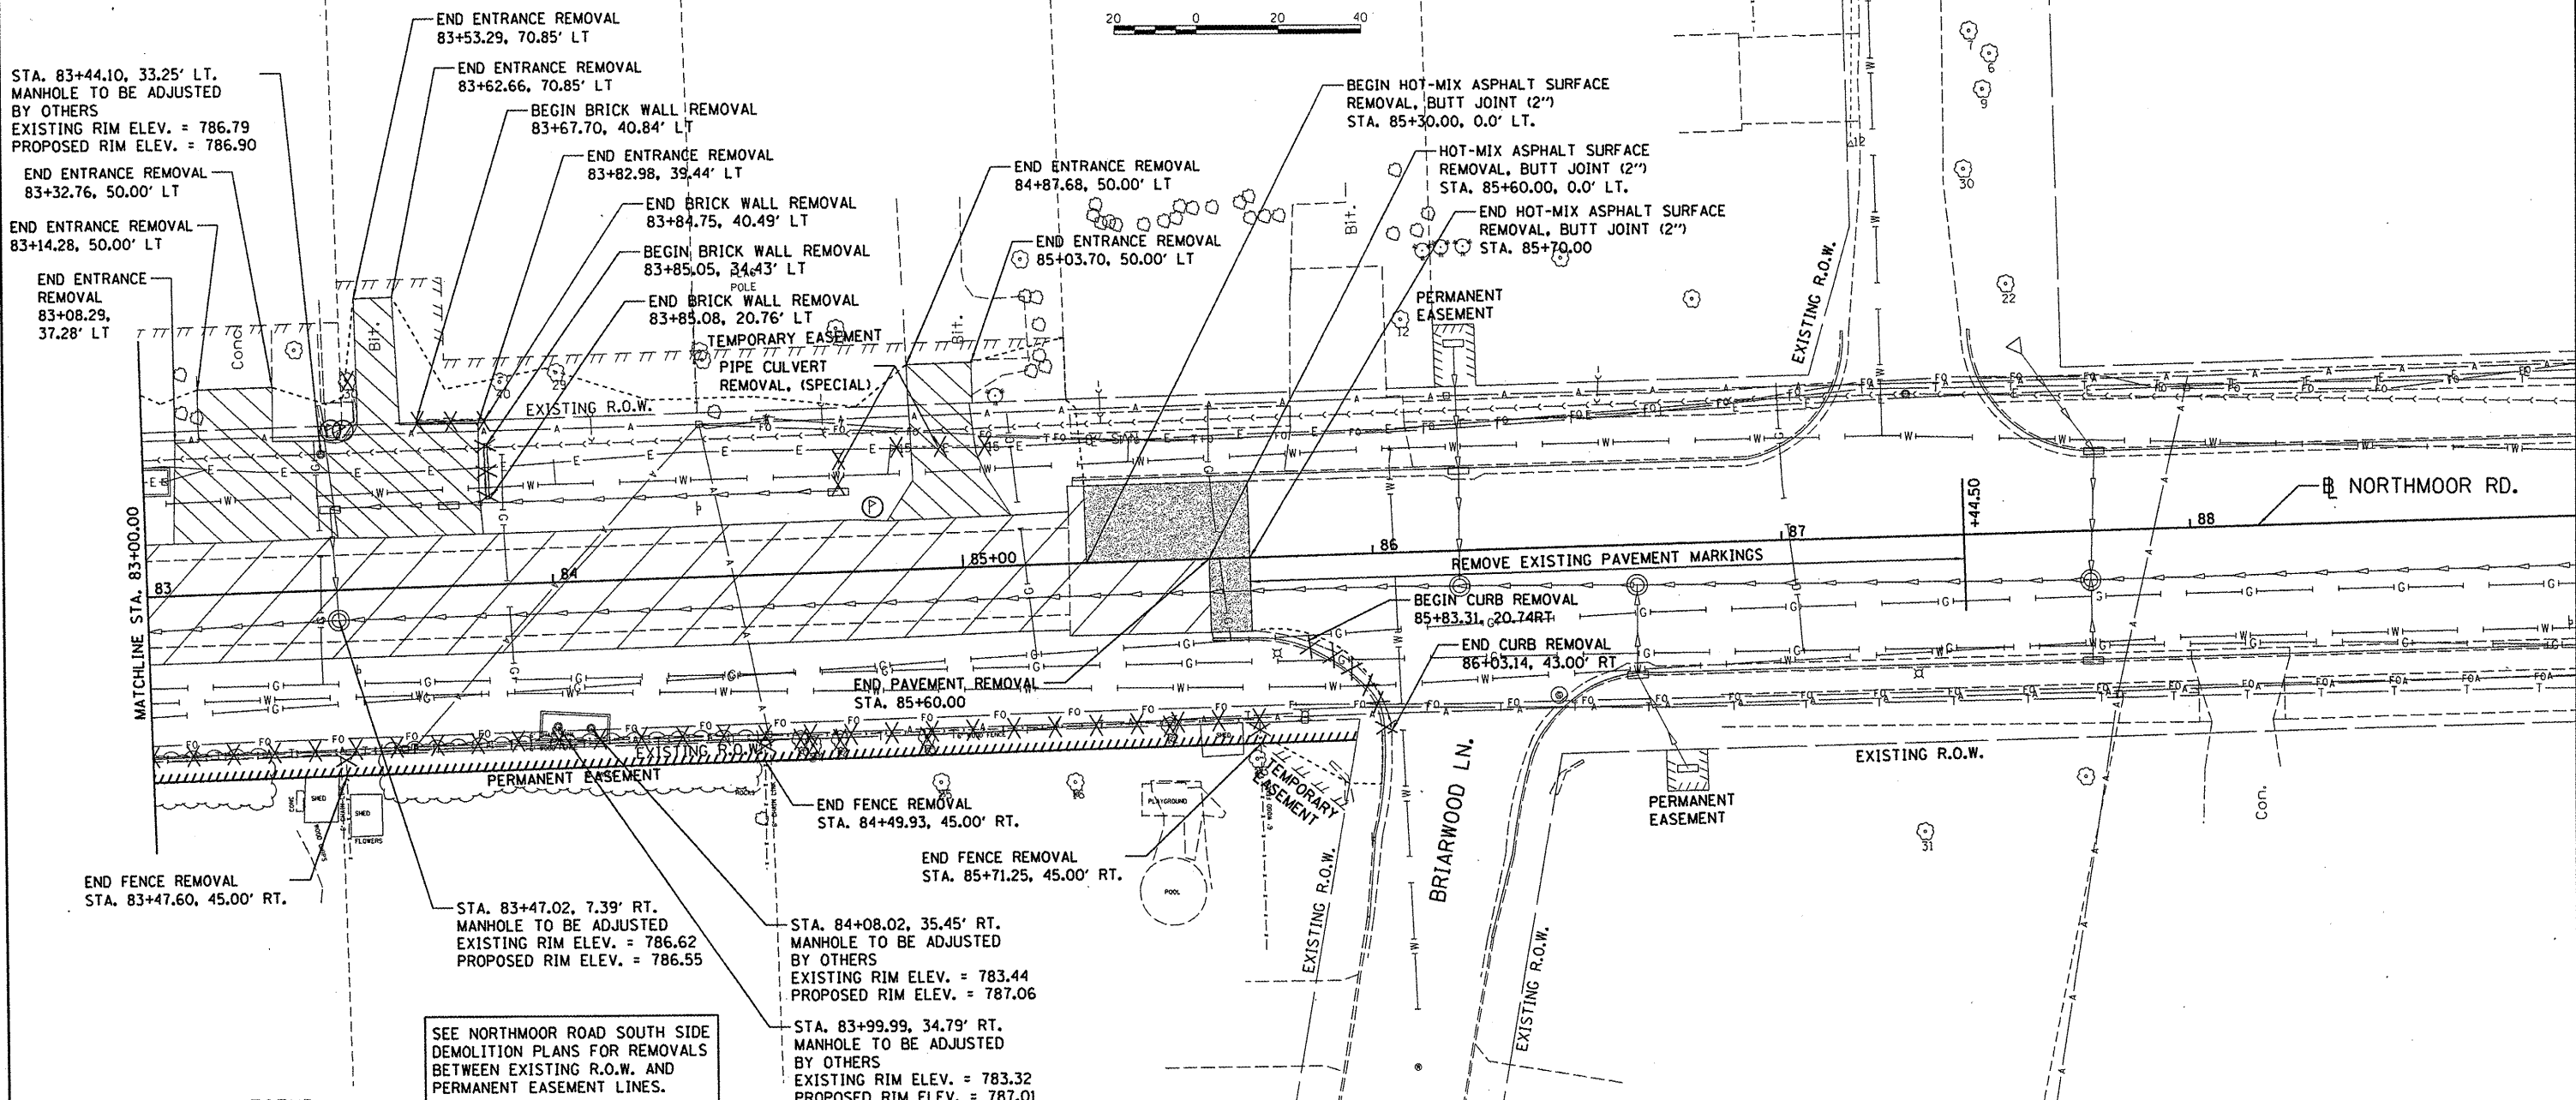 END ENTRANCE REMOVAL
83+53.29, 70.85' LT
20 0 20 40
STA. 83+44.10, 33.25' LT.
MANHOLE TO BE ADJUSTED
BY OTHERS
EXISTING RIM ELEV. = 786.79
PROPOSED RIM ELEV. = 786.90
END ENTRANCE REMOVAL
83+62.66, 70.85' LT
BEGIN BRICK WALL REMOVAL
83+67.70, 40.84' LT
END ENTRANCE REMOVAL
83+82.98, 39.44' LT
END ENTRANCE REMOVAL
83+32.76, 50.00' LT
END BRICK WALL REMOVAL
83+84.75, 40.49' LT
END ENTRANCE REMOVAL
83+14.28, 50.00' LT
BEGIN BRICK WALL REMOVAL
83+85.05, 34.43' LT
POLE
END BRICK WALL REMOVAL
83+85.08, 20.76' LT
END ENTRANCE
REMOVAL
83+08.29,
37.28' LT
TEMPORARY EASEMENT
PIPE CULVERT
REMOVAL, (SPECIAL)
END ENTRANCE REMOVAL
84+87.68, 50.00' LT
END ENTRANCE REMOVAL
85+03.70, 50.00' LT
BEGIN HOT-MIX ASPHALT SURFACE
REMOVAL, BUTT JOINT (2")
STA. 85+30.00, 0.0' LT.
HOT-MIX ASPHALT SURFACE
REMOVAL, BUTT JOINT (2")
STA. 85+60.00, 0.0' LT.
END HOT-MIX ASPHALT SURFACE
REMOVAL, BUTT JOINT (2")
STA. 85+70.00
PERMANENT
EASEMENT
EXISTING R.O.W.
7
6
9
12
30
22
12
Conc
Bit.
Bit.
Bit.
29
EXISTING R.O.W.
MATCHLINE STA. 83+00.00
83
84
85+00
86
87
88
+44.50
NORTHMOOR RD.
REMOVE EXISTING PAVEMENT MARKINGS
BEGIN CURB REMOVAL
85+83.31, 20.74RT
END CURB REMOVAL
86+03.14, 43.00' RT
END PAVEMENT REMOVAL
STA. 85+60.00
EXISTING R.O.W.
PERMANENT EASEMENT
TEMPORARY
EASEMENT
EXISTING R.O.W.
PERMANENT
EASEMENT
SHED
SHED
FLOWERS
ROCKS
PLAYGROUND
POOL
SHED
BRIARWOOD LN.
EXISTING R.O.W.
EXISTING R.O.W.
Con.
31
END FENCE REMOVAL
STA. 84+49.93, 45.00' RT.
END FENCE REMOVAL
STA. 85+71.25, 45.00' RT.
END FENCE REMOVAL
STA. 83+47.60, 45.00' RT.
STA. 83+47.02, 7.39' RT.
MANHOLE TO BE ADJUSTED
EXISTING RIM ELEV. = 786.62
PROPOSED RIM ELEV. = 786.55
STA. 84+08.02, 35.45' RT.
MANHOLE TO BE ADJUSTED
BY OTHERS
EXISTING RIM ELEV. = 783.44
PROPOSED RIM ELEV. = 787.06
STA. 83+99.99, 34.79' RT.
MANHOLE TO BE ADJUSTED
BY OTHERS
EXISTING RIM ELEV. = 783.32
PROPOSED RIM ELEV. = 787.01
SEE NORTHMOOR ROAD SOUTH SIDE
DEMOLITION PLANS FOR REMOVALS
BETWEEN EXISTING R.O.W. AND
PERMANENT EASEMENT LINES.